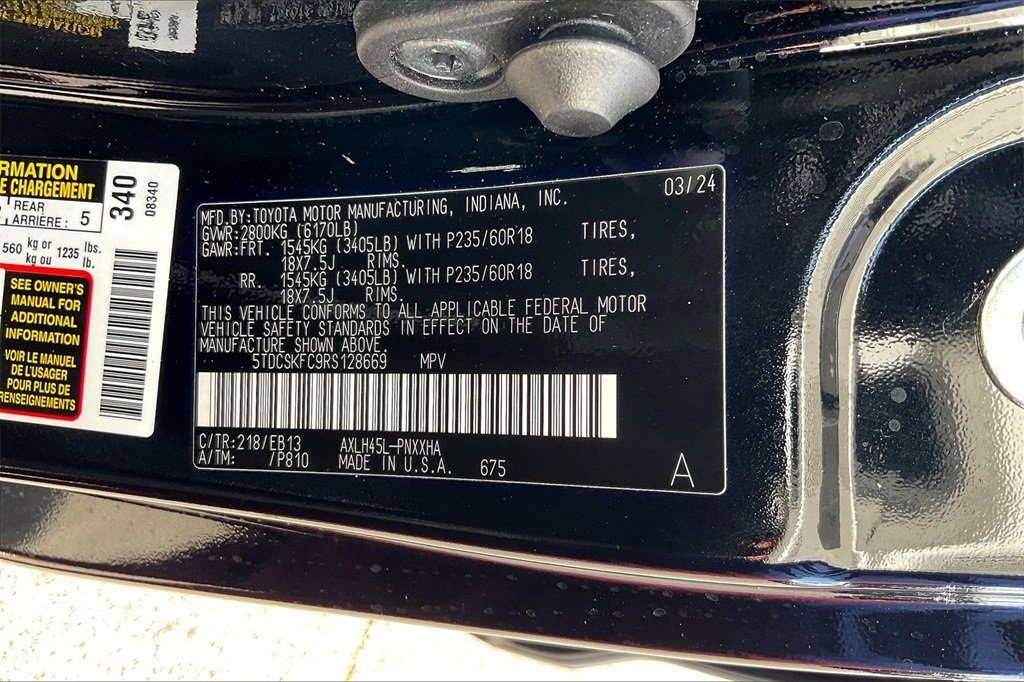 RMATION
E CHARGEMENT
REAR
ARRIÈRE: 5
560 kg or kg ou 1235 lbs. lb.
SEE OWNER'S
MANUAL FOR
ADDITIONAL
INFORMATION
VOIR LE MANUEL
DE L'USAGER
POUR PLUS DE
RENSEIGNEMENTS
340
08340
03/24
MFD.BY:TOYOTA MOTOR MANUFACTURING, INDIANA, INC.
GVWR:2800KG (6170LB)
GAWR:FRT. 1545KG (3405LB) WITH P235/60R18 TIRES,
18X7.5J RIMS.
RR. 1545KG (3405LB) WITH P235/60R18 TIRES,
18X7.5J RIMS.
THIS VEHICLE CONFORMS TO ALL APPLICABLE FEDERAL MOTOR
VEHICLE SAFETY STANDARDS IN EFFECT ON THE DATE OF
MANUFACTURE SHOWN ABOVE.
5TDCSKFC9RS128669 MPV
C/TR:218/EB13 AXLH45L-PNXXHA
A/TM: /P810 MADE IN U.S.A. 675
A